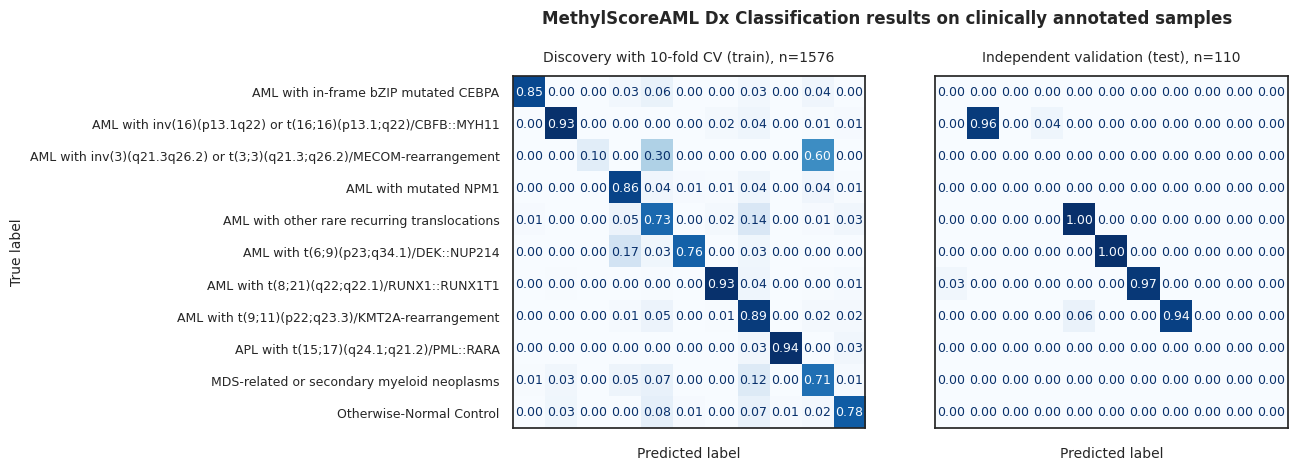 MethylScoreAML Dx Classification results on clinically annotated samples
Discovery with 10-fold CV (train), n=1576
Independent validation (test), n=110
True label
AML with in-frame bZIP mutated CEBPA 0.85 0.00 0.00 0.03 0.06 0.00 0.00 0.03 0.00 0.04 0.00 0.00 0.00 0.00 0.00 0.00 0.00 0.00 0.00 0.00 0.00 0.00
AML with inv(16)(p13.1q22) or t(16;16)(p13.1;q22)/CBFB::MYH11 0.00 0.93 0.00 0.00 0.00 0.00 0.02 0.04 0.00 0.01 0.01 0.00 0.96 0.00 0.04 0.00 0.00 0.00 0.00 0.00 0.00 0.00
AML with inv(3)(q21.3q26.2) or t(3;3)(q21.3;q26.2)/MECOM-rearrangement 0.00 0.00 0.10 0.00 0.30 0.00 0.00 0.00 0.00 0.60 0.00 0.00 0.00 0.00 0.00 0.00 0.00 0.00 0.00 0.00 0.00 0.00
AML with mutated NPM1 0.00 0.00 0.00 0.86 0.04 0.01 0.01 0.04 0.00 0.04 0.01 0.00 0.00 0.00 0.00 0.00 0.00 0.00 0.00 0.00 0.00 0.00
AML with other rare recurring translocations 0.01 0.00 0.00 0.05 0.73 0.00 0.02 0.14 0.00 0.01 0.03 0.00 0.00 0.00 0.00 1.00 0.00 0.00 0.00 0.00 0.00 0.00
AML with t(6;9)(p23;q34.1)/DEK::NUP214 0.00 0.00 0.00 0.17 0.03 0.76 0.00 0.03 0.00 0.00 0.00 0.00 0.00 0.00 0.00 0.00 1.00 0.00 0.00 0.00 0.00 0.00
AML with t(8;21)(q22;q22.1)/RUNX1::RUNX1T1 0.00 0.00 0.00 0.00 0.00 0.00 0.93 0.04 0.00 0.00 0.01 0.03 0.00 0.00 0.00 0.00 0.00 0.97 0.00 0.00 0.00 0.00
AML with t(9;11)(p22;q23.3)/KMT2A-rearrangement 0.00 0.00 0.00 0.01 0.05 0.00 0.01 0.89 0.00 0.02 0.02 0.00 0.00 0.00 0.00 0.06 0.00 0.00 0.94 0.00 0.00 0.00
APL with t(15;17)(q24.1;q21.2)/PML::RARA 0.00 0.00 0.00 0.00 0.00 0.00 0.00 0.03 0.94 0.00 0.03 0.00 0.00 0.00 0.00 0.00 0.00 0.00 0.00 0.00 0.00 0.00
MDS-related or secondary myeloid neoplasms 0.01 0.03 0.00 0.05 0.07 0.00 0.00 0.12 0.00 0.71 0.01 0.00 0.00 0.00 0.00 0.00 0.00 0.00 0.00 0.00 0.00 0.00
Otherwise-Normal Control 0.00 0.03 0.00 0.00 0.08 0.01 0.00 0.07 0.01 0.02 0.78 0.00 0.00 0.00 0.00 0.00 0.00 0.00 0.00 0.00 0.00 0.00
Predicted label
Predicted label